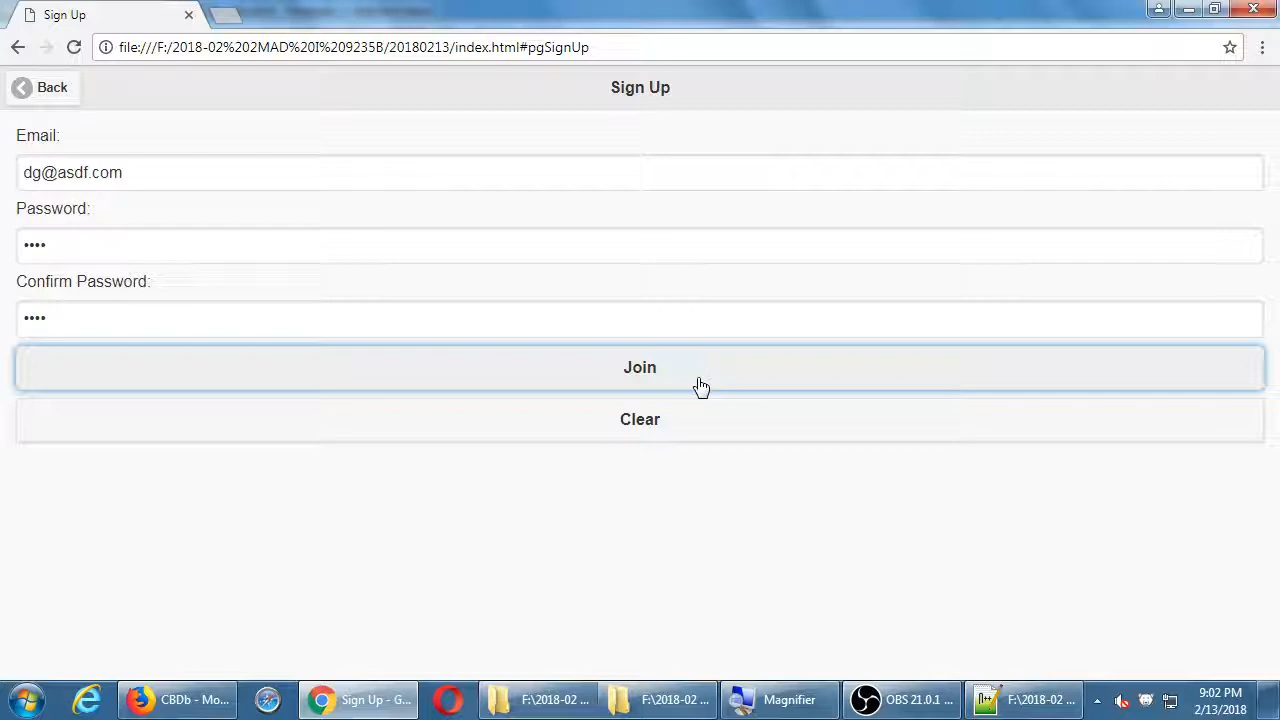 Sign Up
file:///F:/2018-02%202MAD%20I%209235B/20180213/index.html#pgSignUp
Back
Sign Up
Email:
dg@asdf.com
Password:
••••
Confirm Password:
••••
Join
Clear
CBDb - Mo...
Sign Up - G...
F:\2018-02 ...
F:\2018-02 ...
Magnifier
OBS 21.0.1 ...
F:\2018-02 ...
9:02 PM
2/13/2018